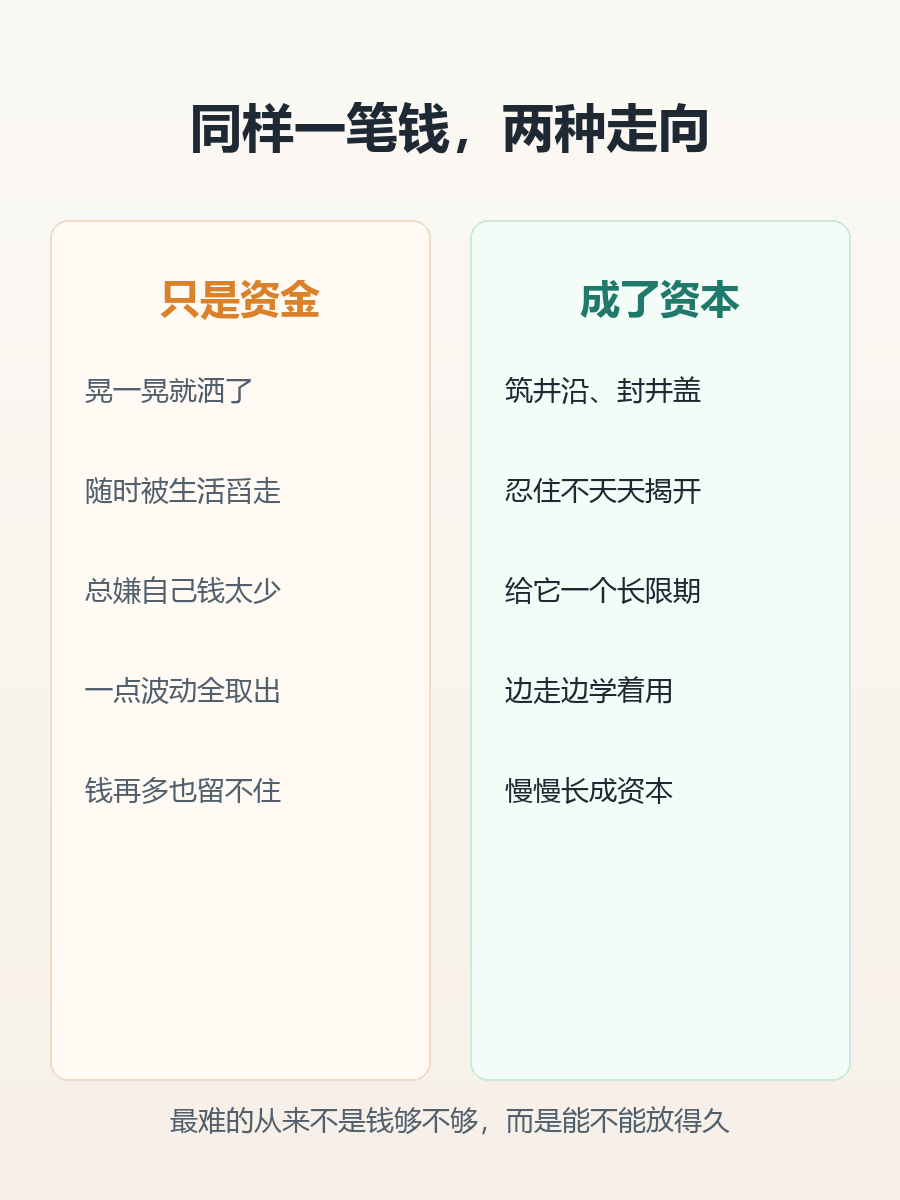 同样一笔钱，两种走向
只是资金
晃一晃就洒了
随时被生活舀走
总嫌自己钱太少
一点波动全取出
钱再多也留不住
成了资本
筑井沿、封井盖
忍住不天天揭开
给它一个长限期
边走边学着用
慢慢长成资本
最难的从来不是钱够不够，而是能不能放得久